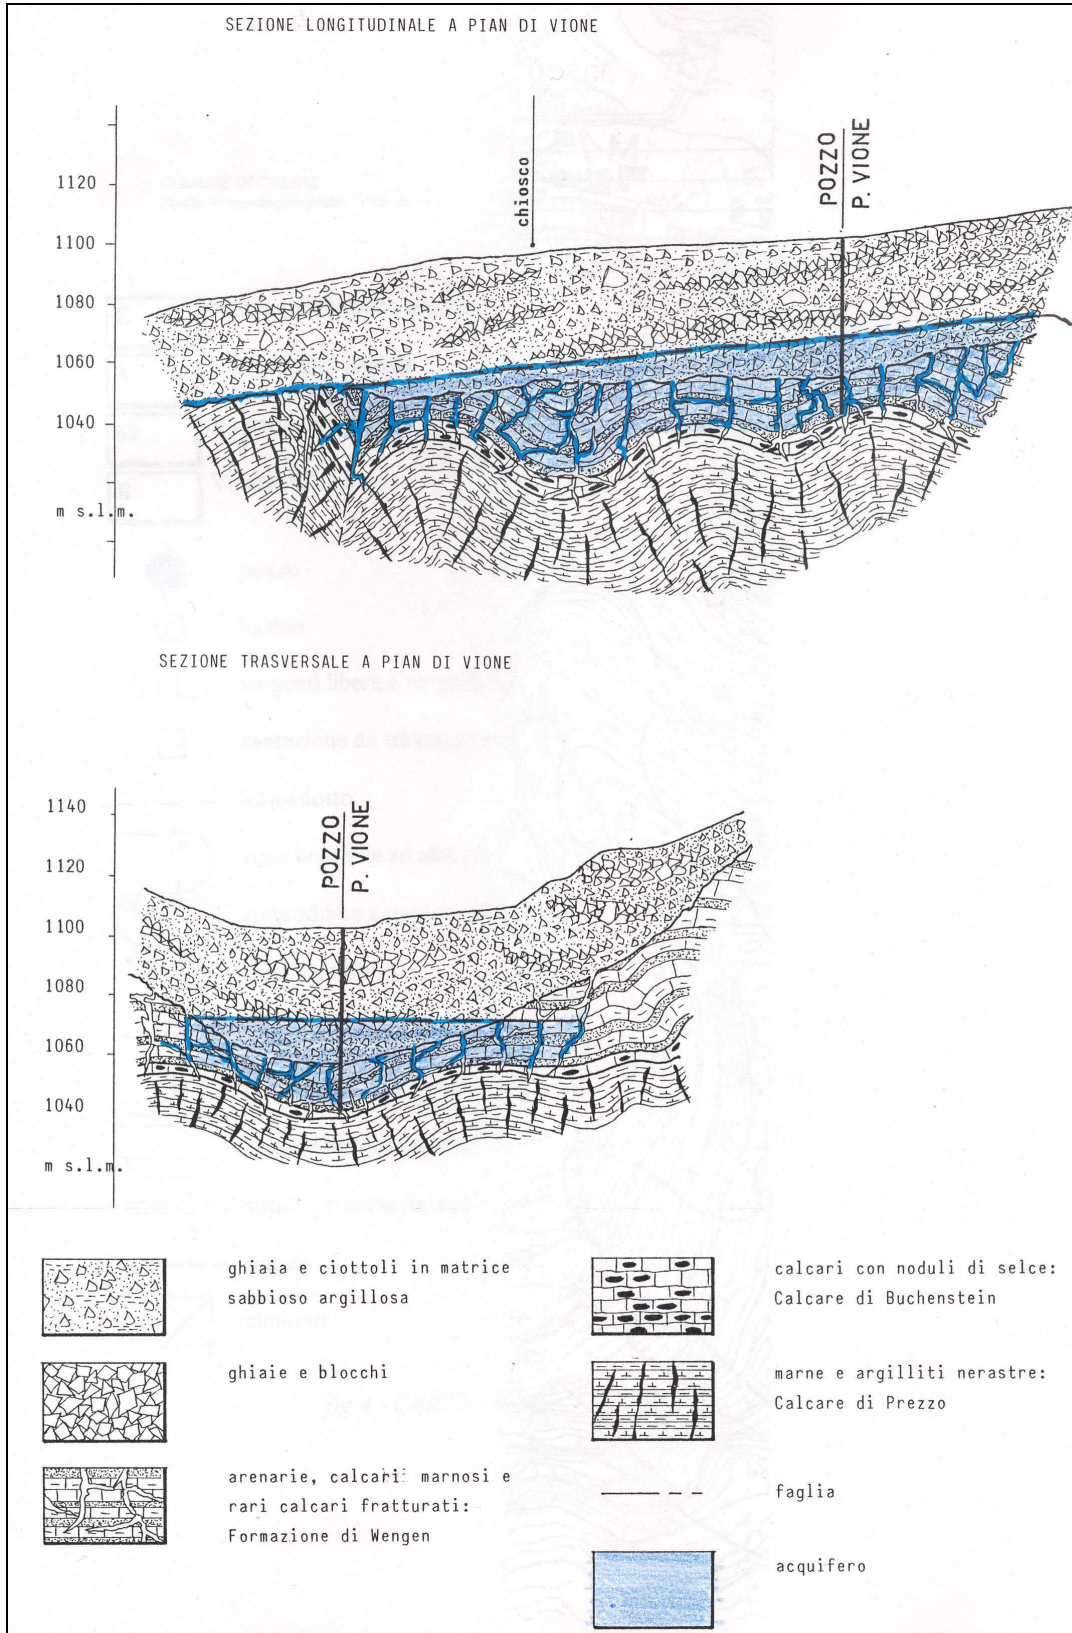 SEZIONE LONGITUDINALE A PIAN DI VIONE
chiosco
POZZO
P. VIONE
1120
1100
1080
1060
1040
m s.l.m.
SEZIONE TRASVERSALE A PIAN DI VIONE
POZZO
P. VIONE
1140
1120
1100
1080
1060
1040
m s.l.m.
ghiaia e ciottoli in matrice
sabbioso argillosa
ghiaie e blocchi
arenarie, calcari marnosi e
rari calcari fratturati:
Formazione di Wengen
calcari con noduli di selce:
Calcare di Buchenstein
marne e argilliti nerastre:
Calcare di Prezzo
faglia
acquifero